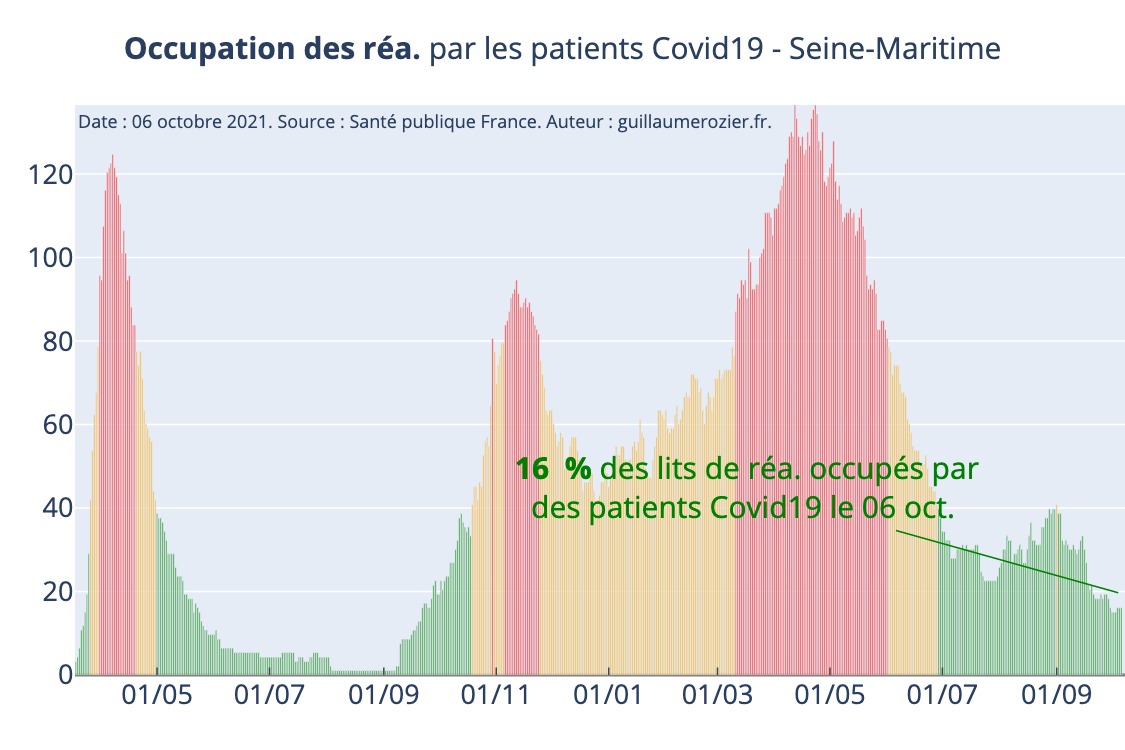 Occupation des réa. par les patients Covid19 - Seine-Maritime
Date : 06 octobre 2021. Source : Santé publique France. Auteur : guillaumerozier.fr.
120
100
80
60
16 % des lits de réa. occupés par
des patients Covid19 le 06 oct.
40
20
0
01/05 01/07 01/09 01/11 01/01 01/03 01/05 01/07 01/09